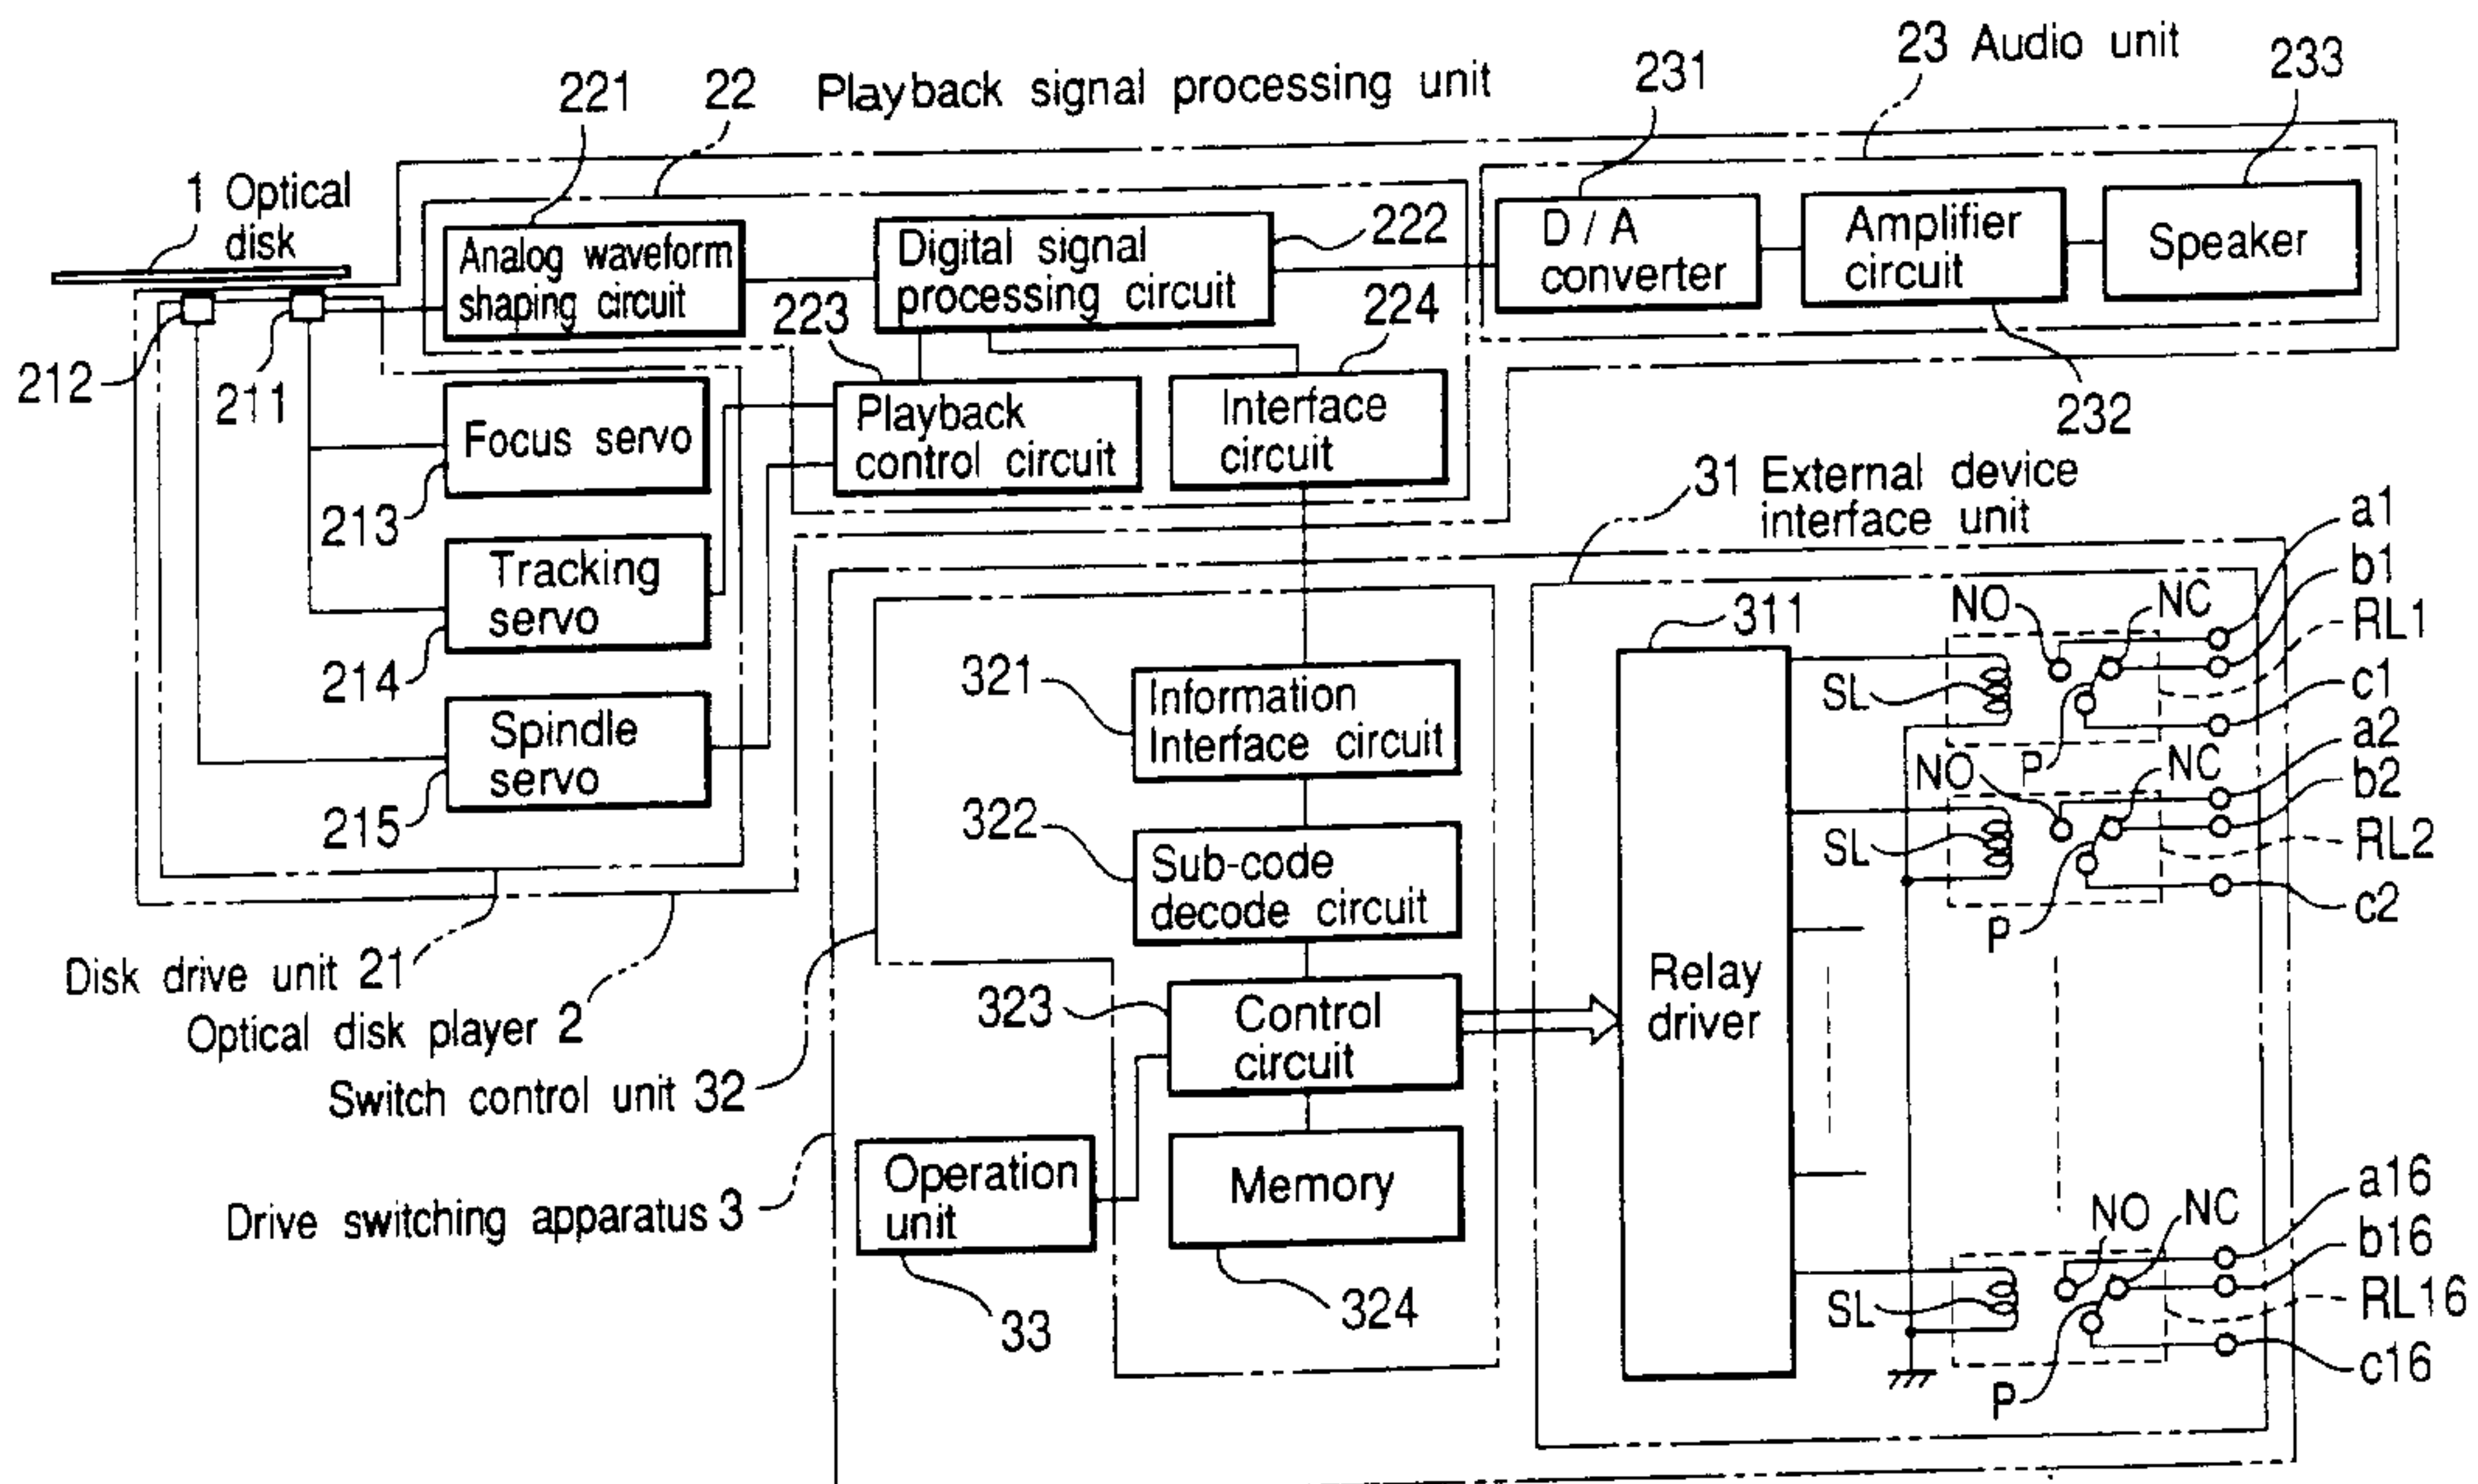 221
22 Playback signal processing unit
231
23 Audio unit
233
1 Optical
disk
Analog waveform
shaping circuit
Digital signal
processing circuit
222
D / A
converter
Amplifier
circuit
Speaker
212
211
223
224
232
Focus servo
213
Playback
control circuit
Interface
circuit
Tracking
servo
214
Spindle
servo
215
31 External device
interface unit
a1
b1
NO
NC
RL1
311
SL
c1
P
a2
NO
NC
b2
SL
RL2
P
c2
321
Information
Interface circuit
322
Sub-code
decode circuit
Relay
driver
Disk drive unit 21
Optical disk player 2
Switch control unit 32
323
Control
circuit
Drive switching apparatus 3
Operation
unit
33
Memory
324
NO
NC
a16
b16
SL
RL16
P
c16